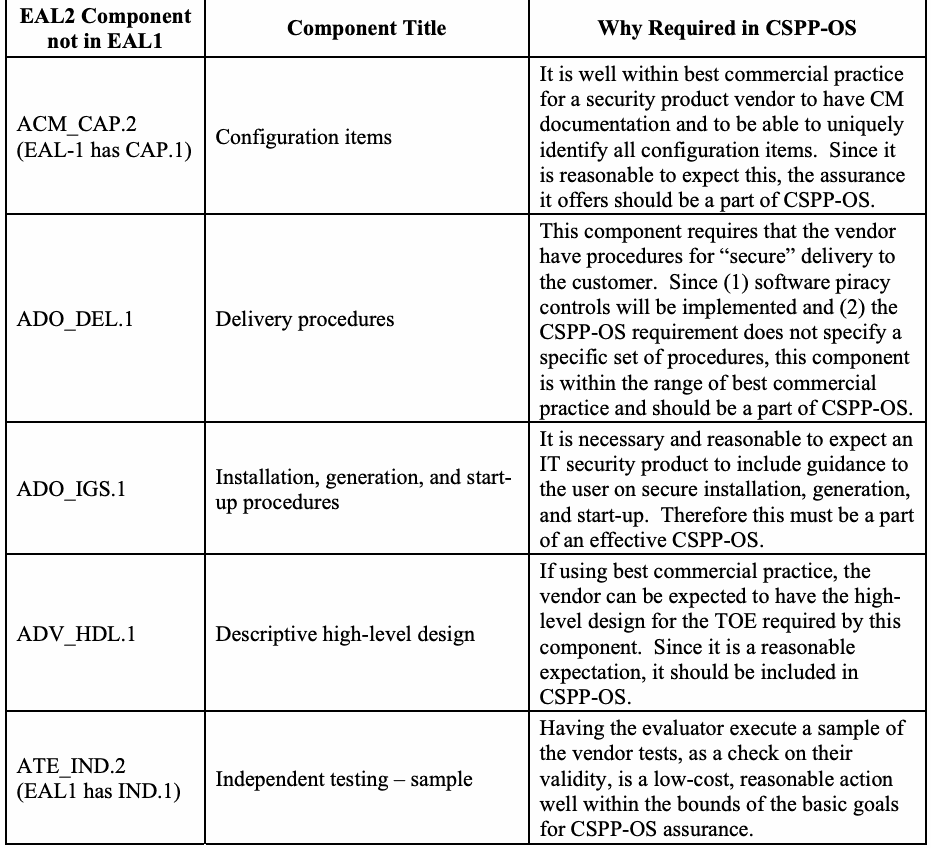 EAL2 Component
not in EAL1
Component Title
Why Required in CSPP-OS
ACM_CAP.2
(EAL-1 has CAP.1)
Configuration items
It is well within best commercial practice
for a security product vendor to have CM
documentation and to be able to uniquely
identify all configuration items.  Since it
is reasonable to expect this, the assurance
it offers should be a part of CSPP-OS.
ADO_DEL.1
Delivery procedures
This component requires that the vendor
have procedures for “secure” delivery to
the customer.  Since (1) software piracy
controls will be implemented and (2) the
CSPP-OS requirement does not specify a
specific set of procedures, this component
is within the range of best commercial
practice and should be a part of CSPP-OS.
ADO_IGS.1
Installation, generation, and start-
up procedures
It is necessary and reasonable to expect an
IT security product to include guidance to
the user on secure installation, generation,
and start-up.  Therefore this must be a part
of an effective CSPP-OS.
ADV_HDL.1
Descriptive high-level design
If using best commercial practice, the
vendor can be expected to have the high-
level design for the TOE required by this
component.  Since it is a reasonable
expectation, it should be included in
CSPP-OS.
ATE_IND.2
(EAL1 has IND.1)
Independent testing – sample
Having the evaluator execute a sample of
the vendor tests, as a check on their
validity, is a low-cost, reasonable action
well within the bounds of the basic goals
for CSPP-OS assurance.